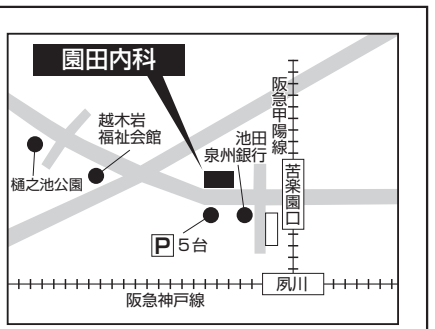 園田内科
阪急甲陽線
越木岩
福祉会館
池田
泉州銀行
樋之池公園
苦楽園口
P 5台
夙川
阪急神戸線